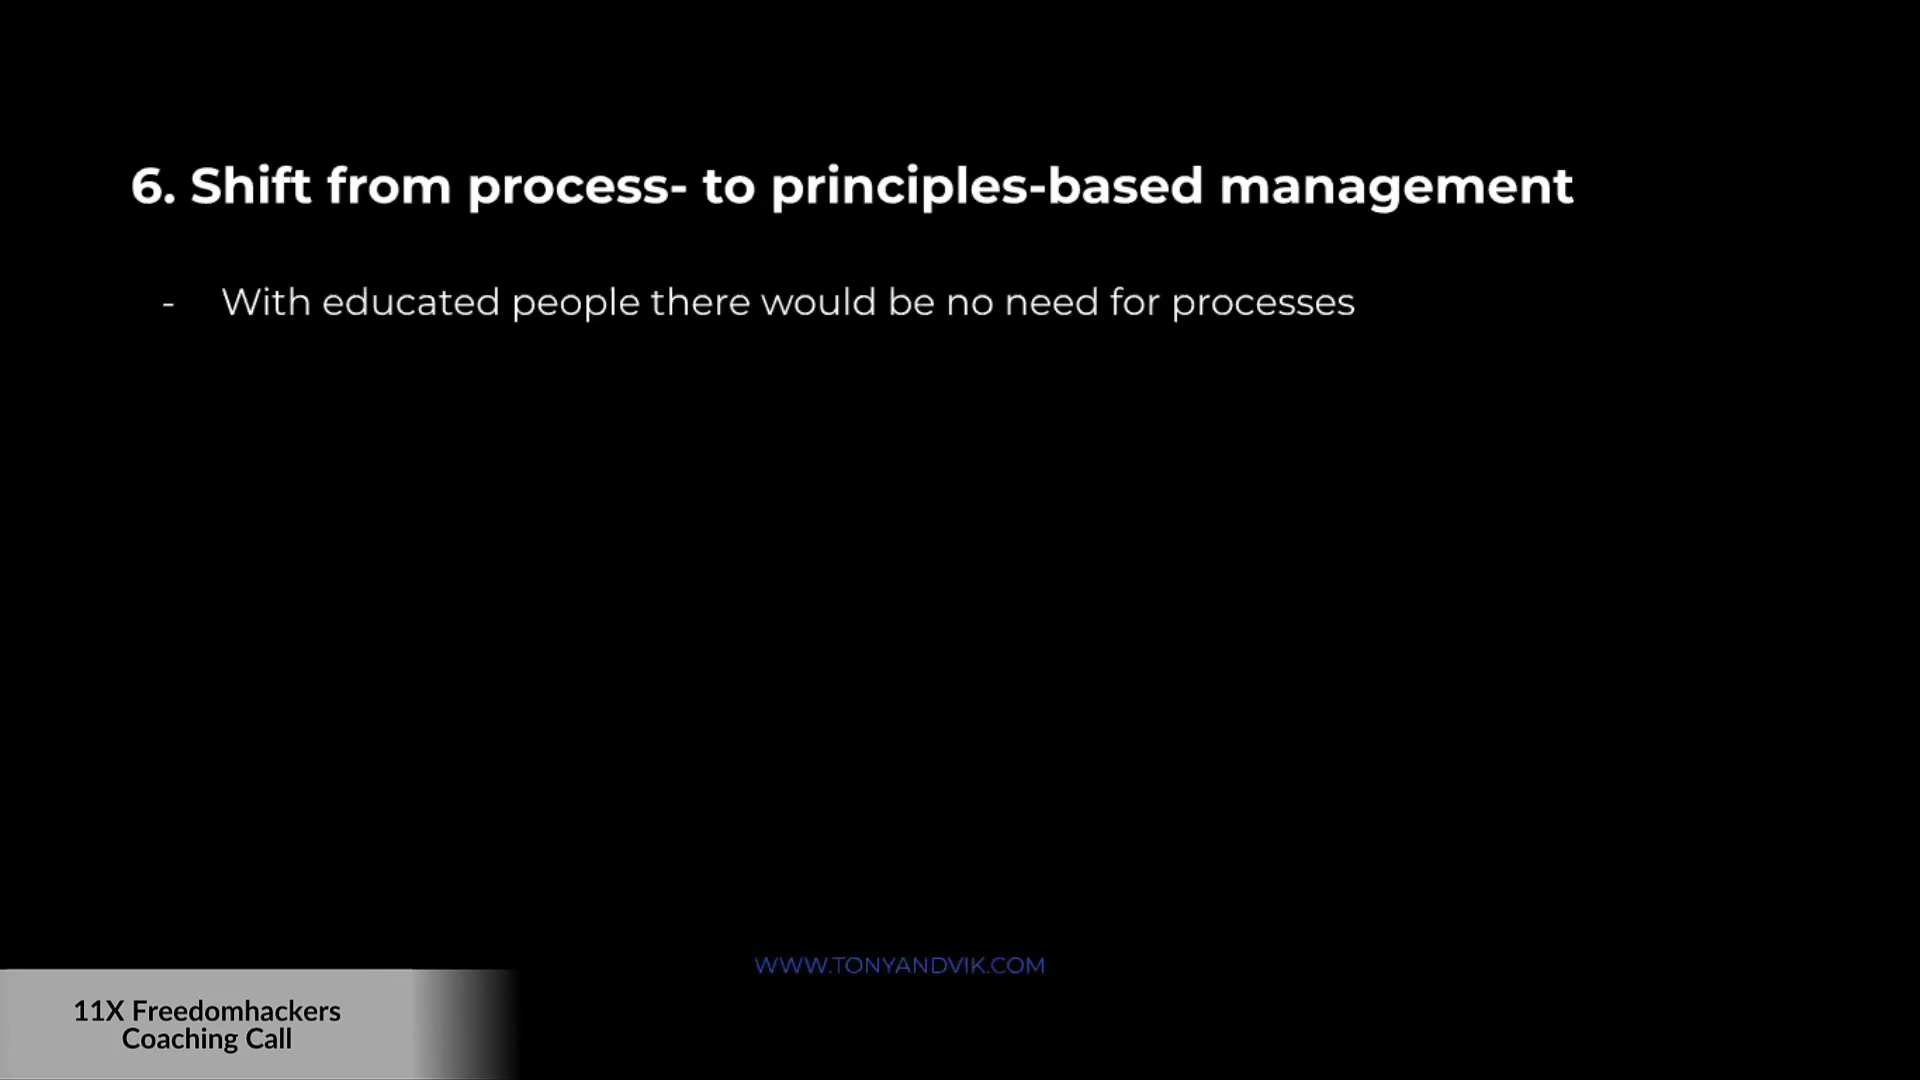 6. Shift from process- to principles-based management
- With educated people there would be no need for processes
WWW.TONYANDVIK.COM
11X Freedomhackers
Coaching Call